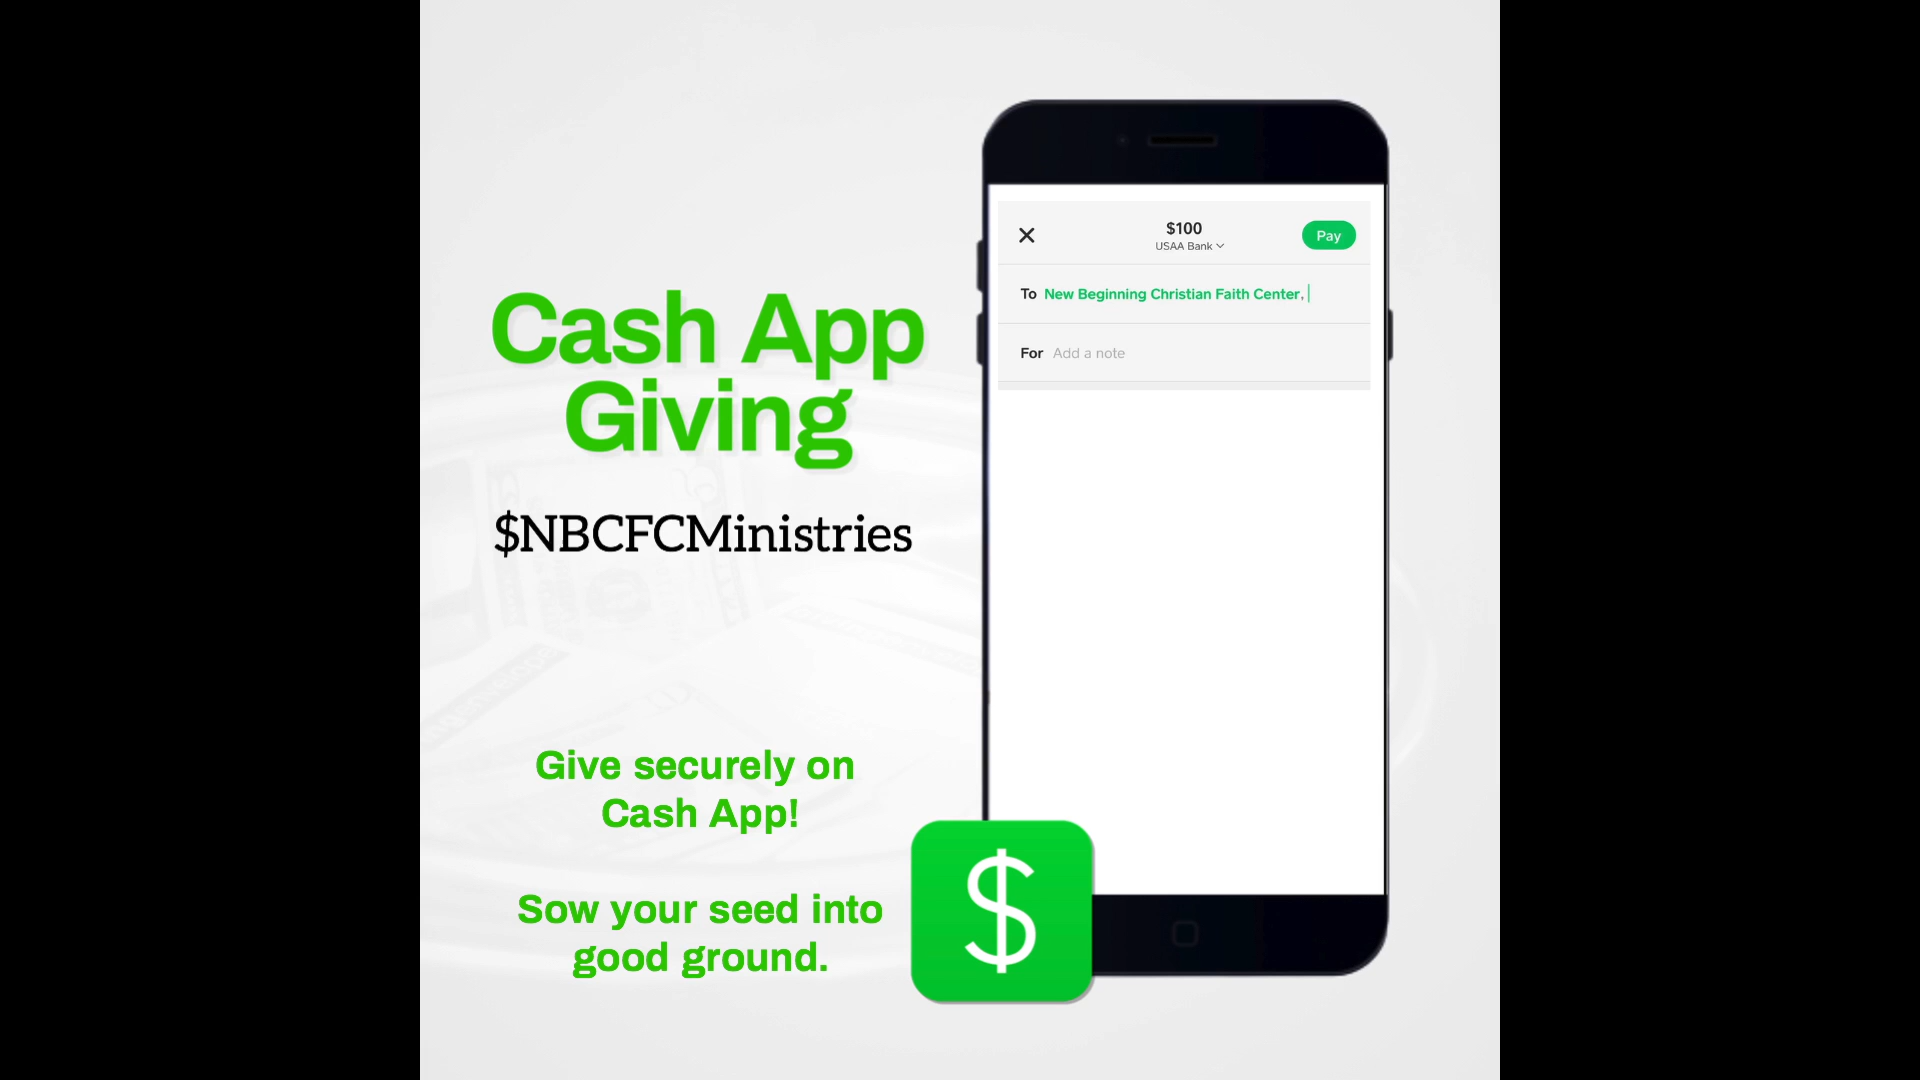 Cash App
Giving
$NBCFCMinistries
Give securely on
Cash App!
Sow your seed into
good ground.
$100
USAA Bank
Pay
To New Beginning Christian Faith Center,
For Add a note
$